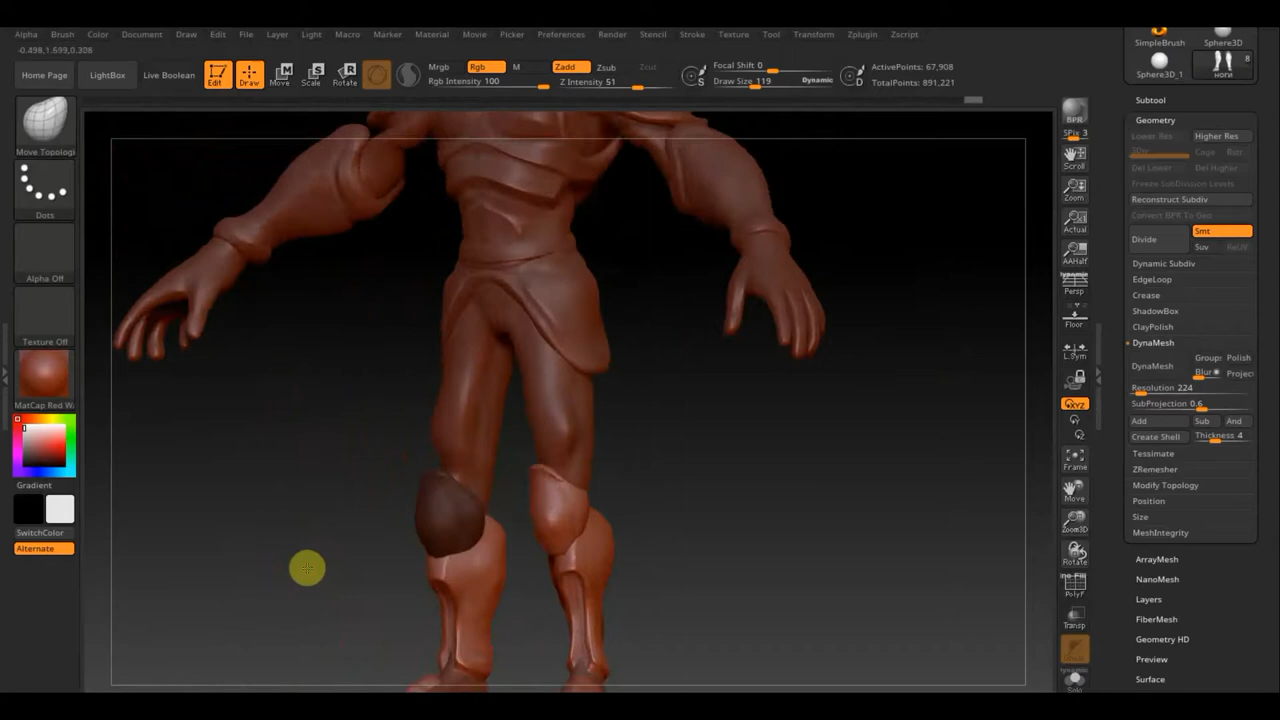 Alpha Brush Color Document Draw Edit File Layer Light Macro Marker Material Movie Picker Preferences Render Stencil Stroke Texture Tool Transform Zplugin Zscript
-0.498,1.699,0.306
Home Page LightBox Live Boolean Edit Draw Move Scale Rotate
Mrgb Rgb M Zadd Zsub Zcut
Rgb Intensity 100 Z Intensity 51
Focal Shift 0
Draw Size 119 Dynamic
ActivePoints: 67,908
TotalPoints: 891,221
SimpleBrush Sphere3D
Sphere3D_1 ноги 8
Move Topologi
Dots
Alpha Off
Texture Off
MatCap Red Wa
Gradient
SwitchColor
Alternate
BPR
SPix 3
Scroll
Zoom
Actual
AAHalf
Dynamic
Persp
Floor
L.Sym
XYZ
Frame
Move
Zoom3D
Rotate
PolyF
Transp
Solo
Subtool
Geometry
Lower Res Higher Res
SDiv Cage Rstr
Del Lower Del Higher
Freeze SubDivision Levels
Reconstruct Subdiv
Convert BPR To Geo
Divide Smt
Suv ReUV
Dynamic Subdiv
EdgeLoop
Crease
ShadowBox
ClayPolish
DynaMesh
DynaMesh Groups Polish
Blur Projec
Resolution 224
SubProjection 0.6
Add Sub And
Create Shell Thickness 4
Tessimate
ZRemesher
Modify Topology
Position
Size
MeshIntegrity
ArrayMesh
NanoMesh
Layers
FiberMesh
Geometry HD
Preview
Surface